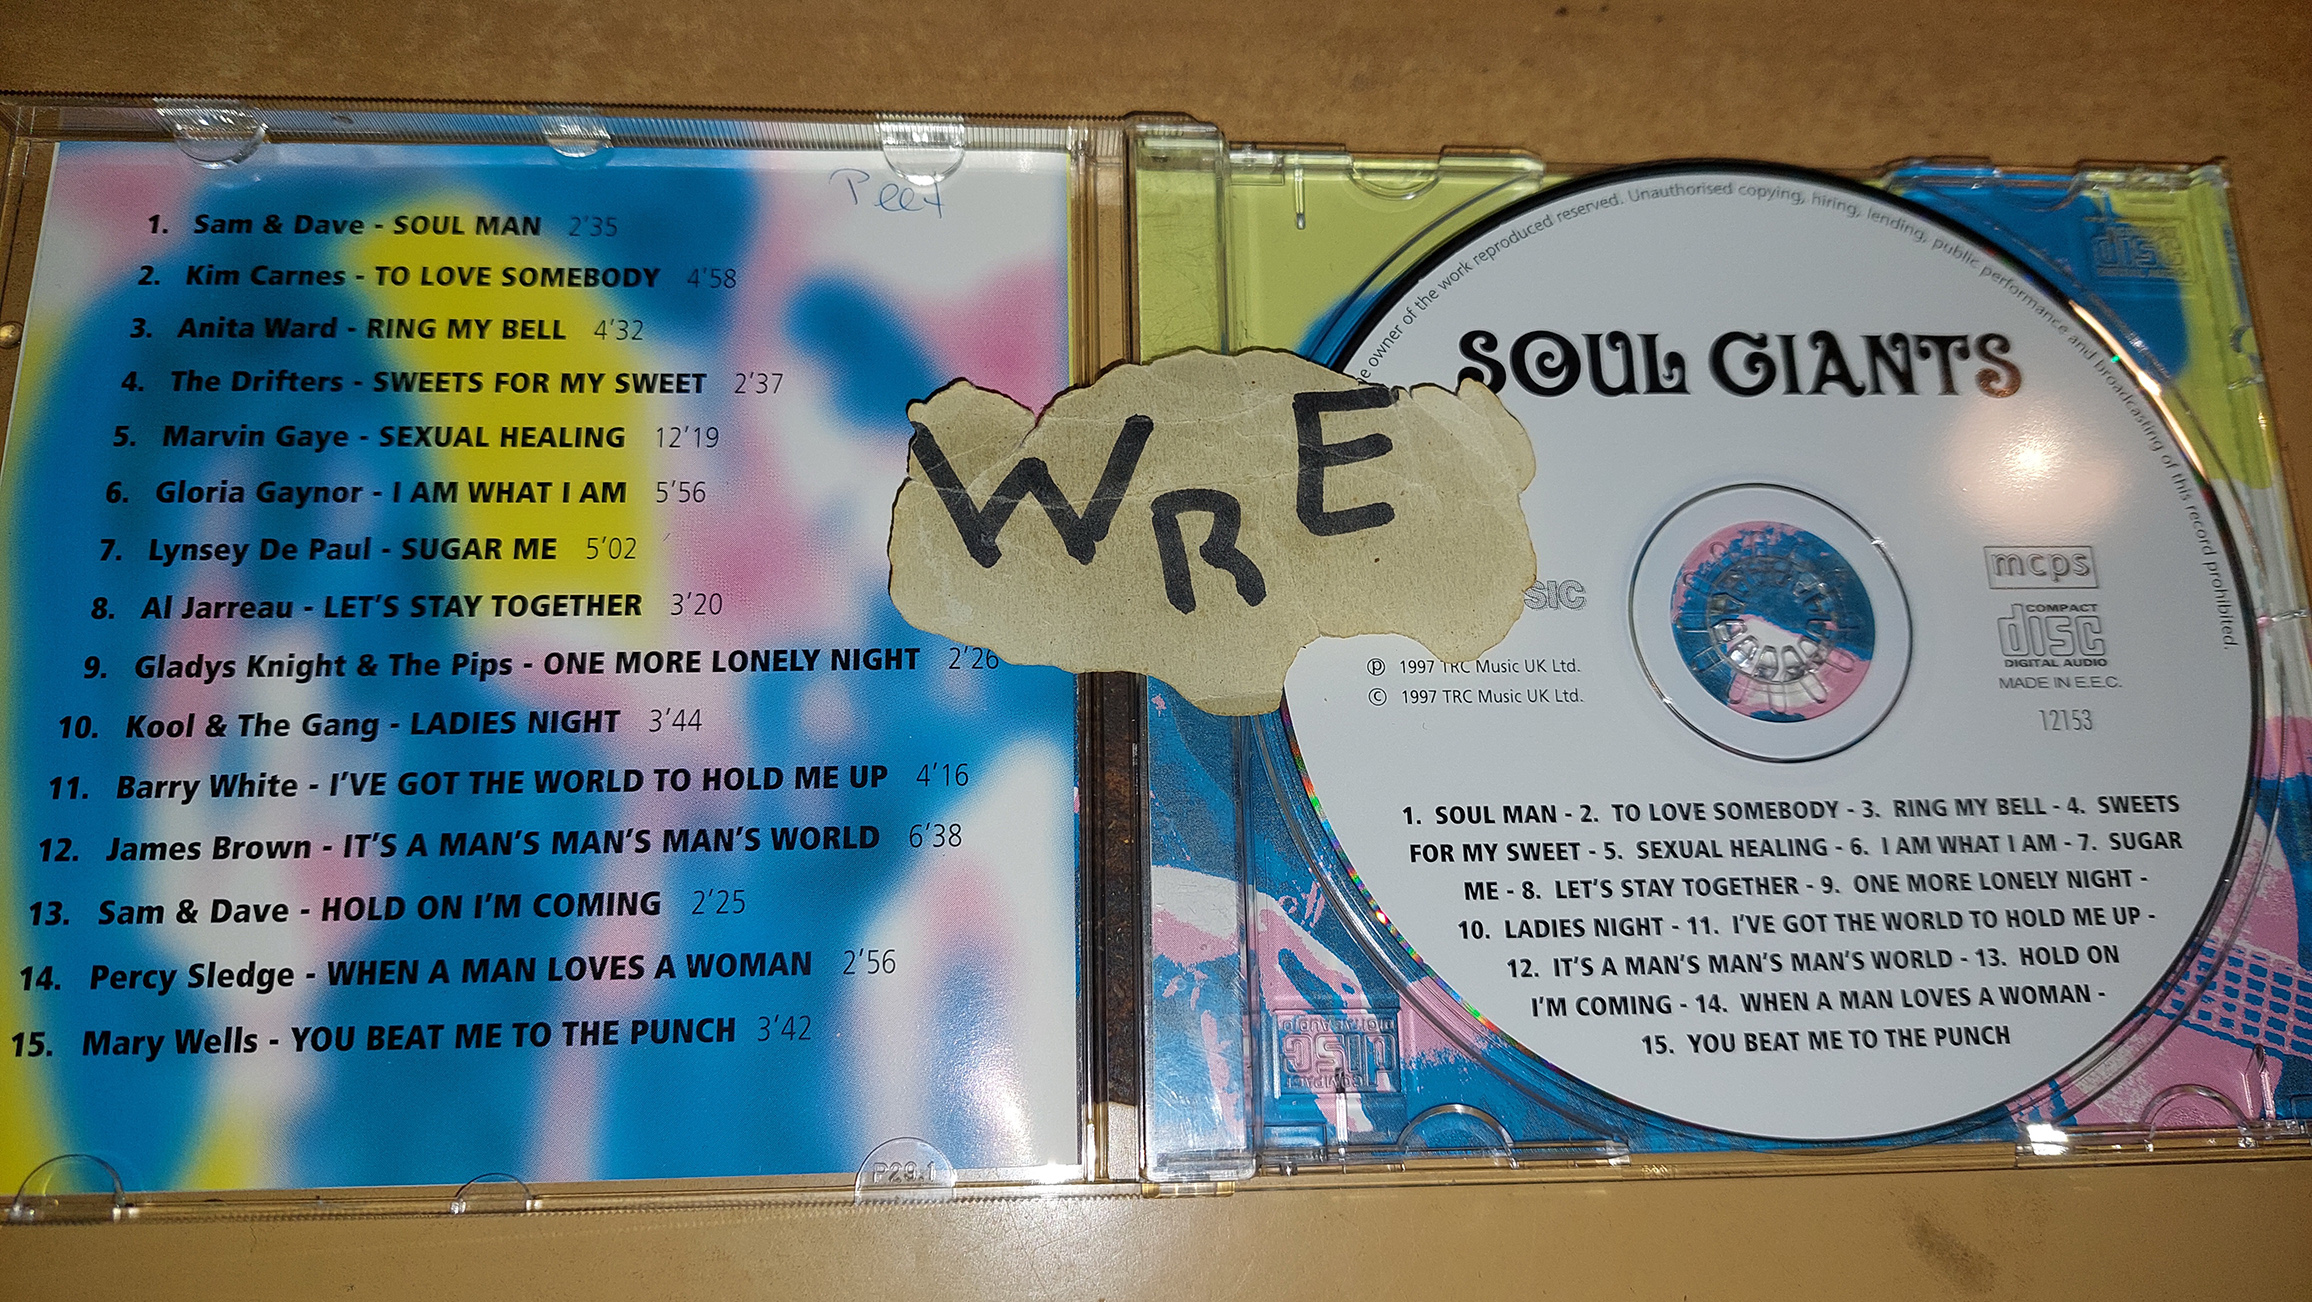 Peet
1. Sam & Dave - SOUL MAN 2'35
2. Kim Carnes - TO LOVE SOMEBODY 4'58
3. Anita Ward - RING MY BELL 4'32
4. The Drifters - SWEETS FOR MY SWEET 2'37
5. Marvin Gaye - SEXUAL HEALING 12'19
6. Gloria Gaynor - I AM WHAT I AM 5'56
7. Lynsey De Paul - SUGAR ME 5'02
8. Al Jarreau - LET'S STAY TOGETHER 3'20
9. Gladys Knight & The Pips - ONE MORE LONELY NIGHT 2'26
10. Kool & The Gang - LADIES NIGHT 3'44
11. Barry White - I'VE GOT THE WORLD TO HOLD ME UP 4'16
12. James Brown - IT'S A MAN'S MAN'S MAN'S WORLD 6'38
13. Sam & Dave - HOLD ON I'M COMING 2'25
14. Percy Sledge - WHEN A MAN LOVES A WOMAN 2'56
15. Mary Wells - YOU BEAT ME TO THE PUNCH 3'42
P29.1
WRE
owner of the work reproduced reserved. Unauthorised copying, hiring, lending, public performance and broadcasting of this record prohibited.
SOUL GIANTS
mcps
COMPACT
disc
DIGITAL AUDIO
MADE IN E.E.C.
12153
℗ 1997 TRC Music UK Ltd.
© 1997 TRC Music UK Ltd.
1. SOUL MAN - 2. TO LOVE SOMEBODY - 3. RING MY BELL - 4. SWEETS
FOR MY SWEET - 5. SEXUAL HEALING - 6. I AM WHAT I AM - 7. SUGAR
ME - 8. LET'S STAY TOGETHER - 9. ONE MORE LONELY NIGHT -
10. LADIES NIGHT - 11. I'VE GOT THE WORLD TO HOLD ME UP -
12. IT'S A MAN'S MAN'S MAN'S WORLD - 13. HOLD ON
I'M COMING - 14. WHEN A MAN LOVES A WOMAN -
15. YOU BEAT ME TO THE PUNCH
disc
COMPACT
disc
DIGITAL AUDIO